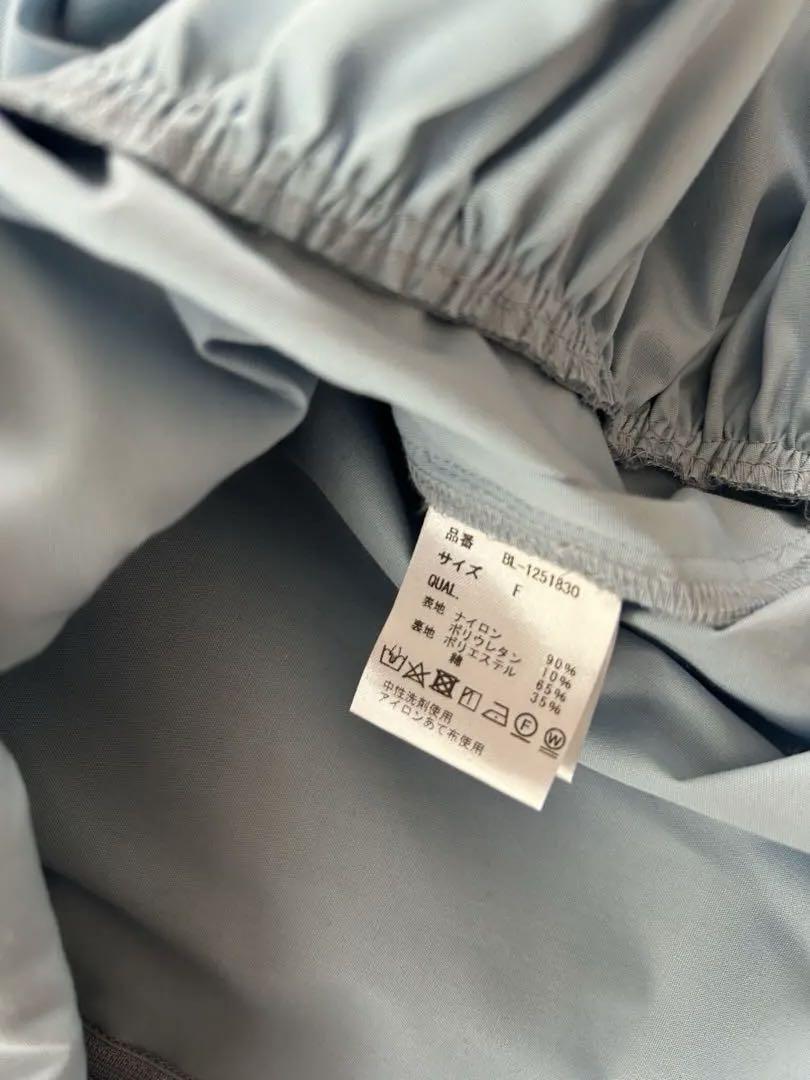 品番 BL-1251830
サイズ F
QUAL.
表地 ナイロン 90%
ポリウレタン 10%
表地 ポリエステル 65%
綿 35%
F W
中性洗剤使用
アイロンあて布使用